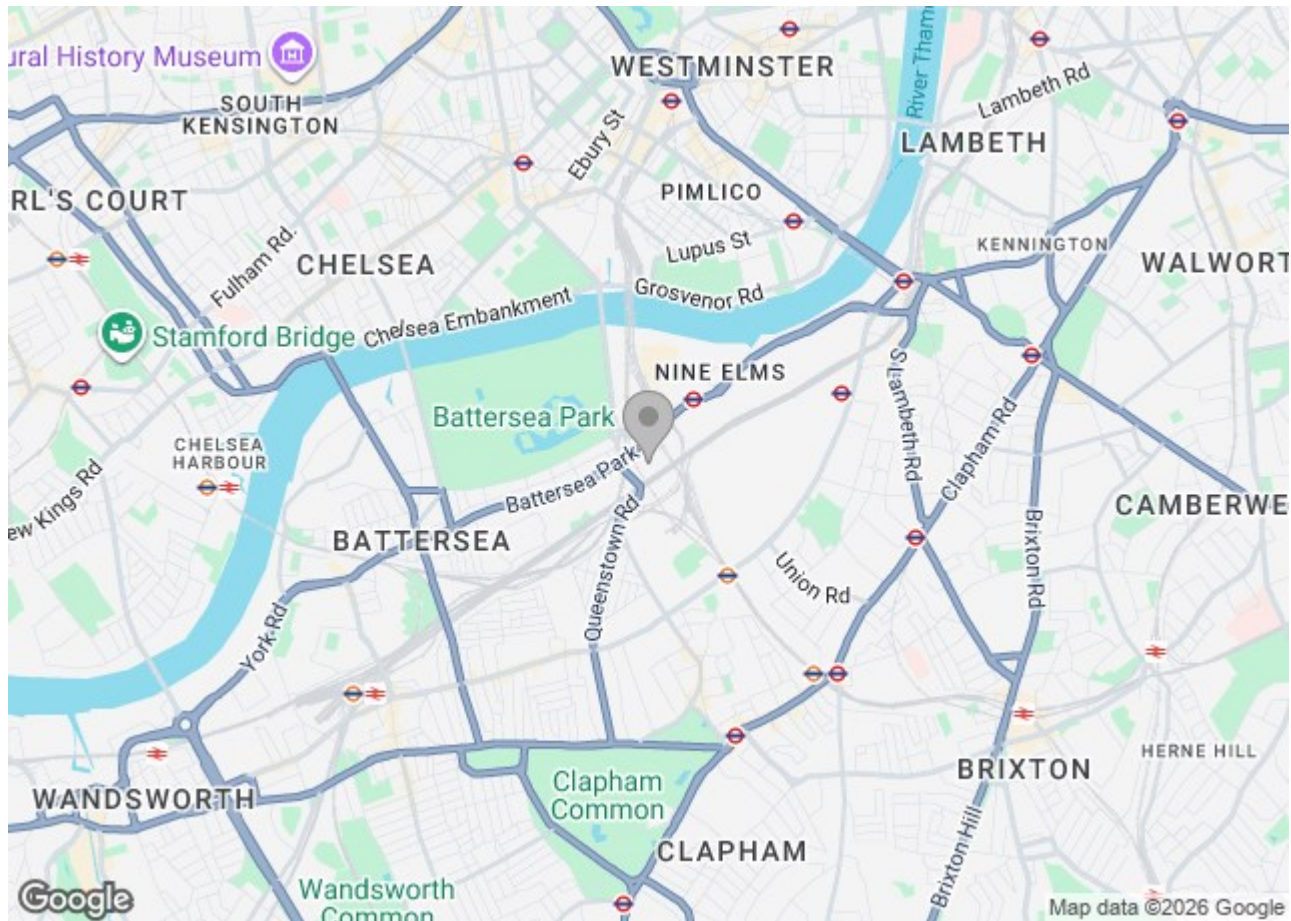 ural History Museum
SOUTH
KENSINGTON
WESTMINSTER
River Tham
Lambeth Rd
LAMBETH
Ebury St
PIMLICO
RL'S COURT
Fulham Rd.
CHELSEA
Lupus St
KENNINGTON
WALWORT
Grosvenor Rd
Chelsea Embankment
Stamford Bridge
NINE ELMS
S Lambeth Rd
Clapham Rd
Battersea Park
CHELSEA
HARBOUR
ew Kings Rd
Battersea Park
BATTERSEA
Queenstown Rd
CAMBERWE
Brixton Rd
Union Rd
York Rd
HERNE HILL
BRIXTON
WANDSWORTH
Clapham
Common
CLAPHAM
Brixton Hill
Wandsworth
Common
Google
Map data ©2026 Google